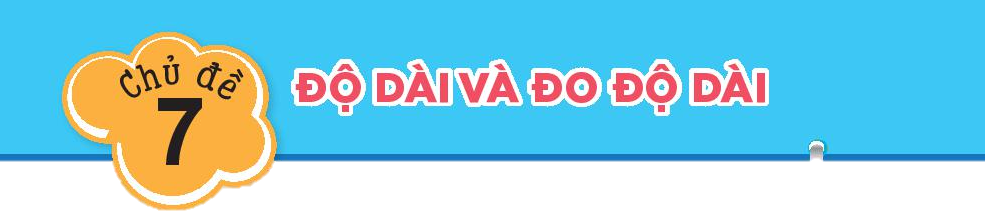 Chủ đề
7
ĐỘ DÀI VÀ ĐO ĐỘ DÀI